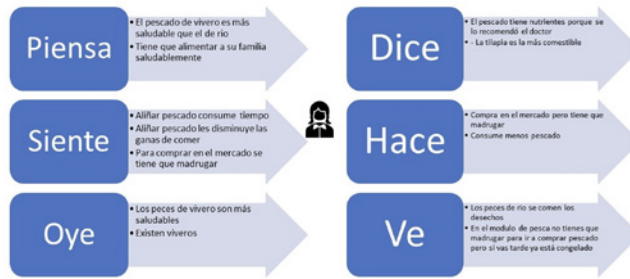 Piensa
• El pescado de vivero es más
saludable que el de rio
• Tiene que alimentar a su familia
saludablemente
Siente
• Aliñar pescado consume tiempo
• Aliñar pescado les disminuye las
ganas de comer
• Para comprar en el mercado se
tiene que madrugar
Oye
• Los peces de vivero son más
saludables
• Existen viveros
Dice
• El pescado tiene nutrientes porque se
lo recomendó el doctor
• - La tilapia es la más comestible
Hace
• Compra en el mercado pero tiene que
madrugar
• Consume menos pescado
Ve
• Los peces de rio se comen los
desechos
• En el modulo de pesca no tienes que
madrugar para ir a comprar pescado
pero si vas tarde ya está congelado